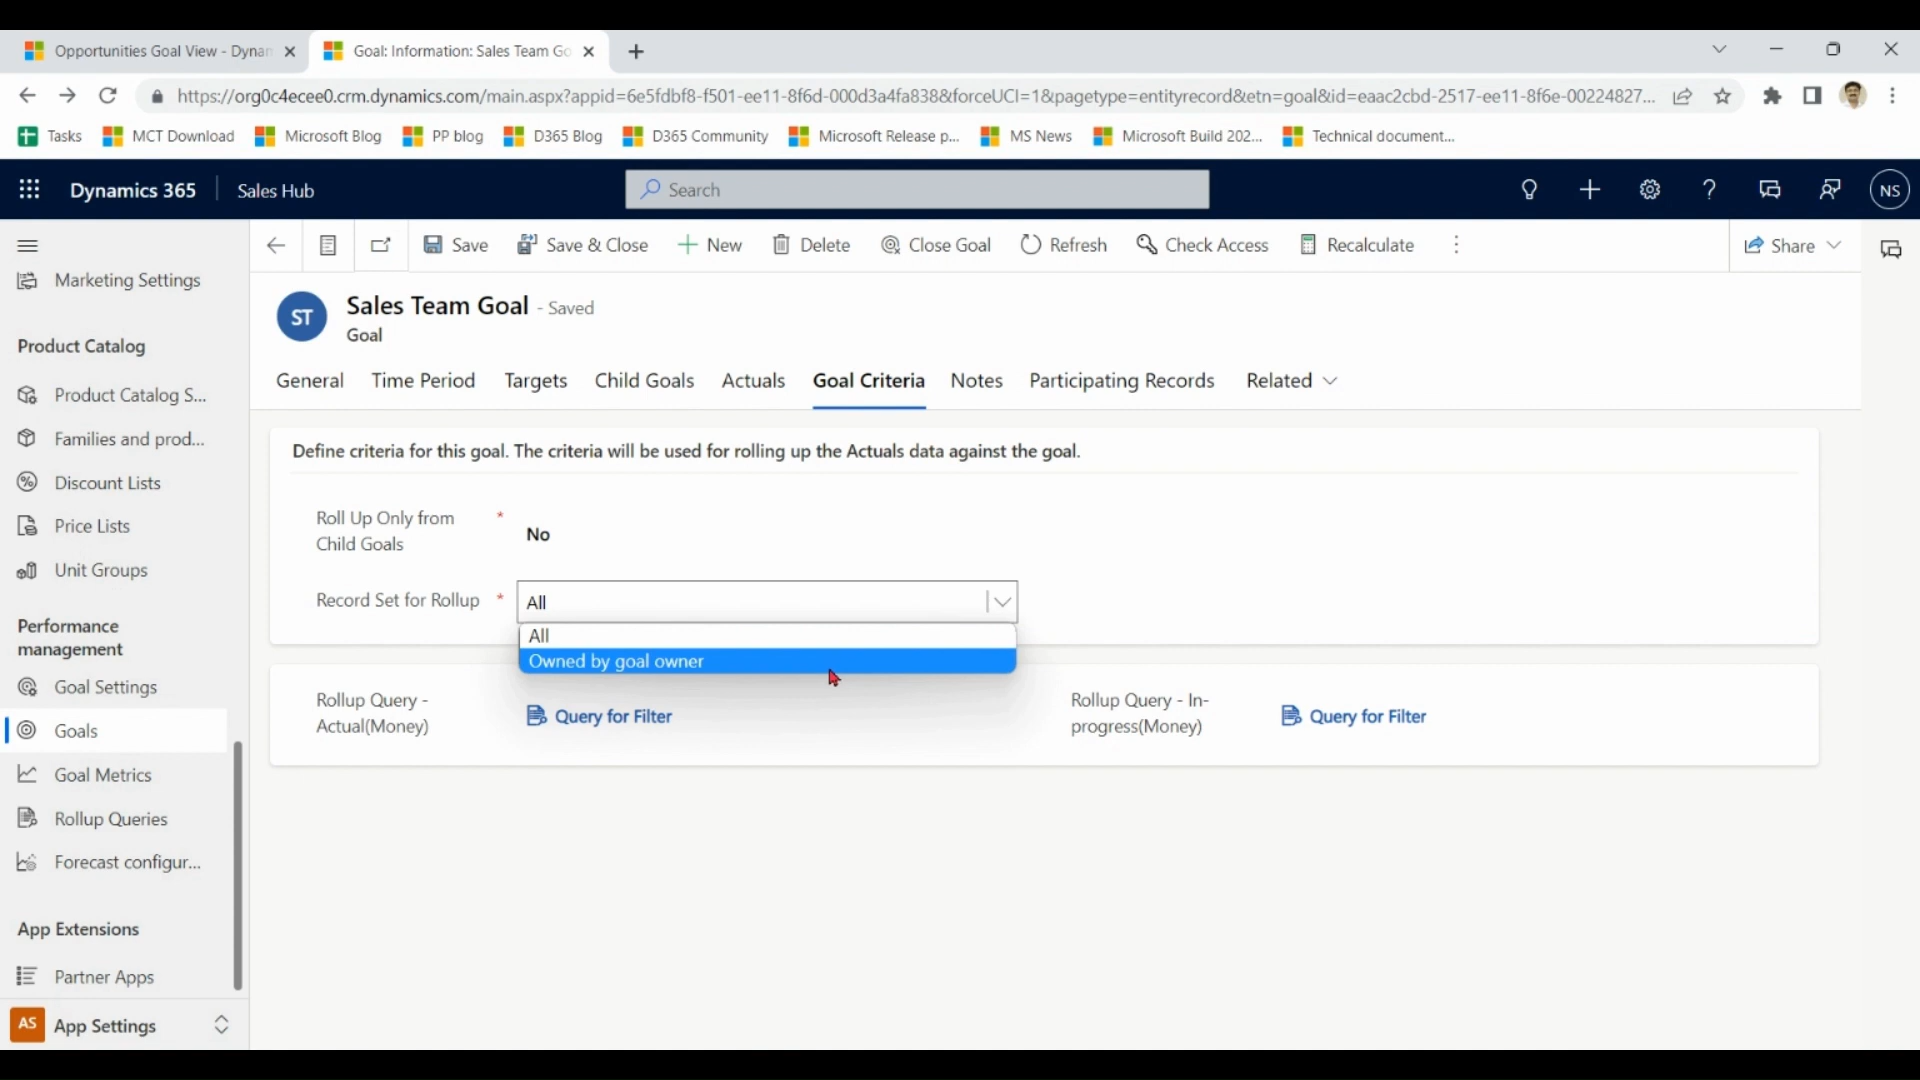 Opportunities Goal View - Dynan
Goal: Information: Sales Team Go
https://org0c4ecee0.crm.dynamics.com/main.aspx?appid=6e5fdbf8-f501-ee11-8f6d-000d3a4fa838&forceUCI=1&pagetype=entityrecord&etn=goal&id=eaac2cbd-2517-ee11-8f6e-00224827...
Tasks
MCT Download
Microsoft Blog
PP blog
D365 Blog
D365 Community
Microsoft Release p...
MS News
Microsoft Build 202...
Technical document...
Dynamics 365
Sales Hub
Search
NS
Marketing Settings
Product Catalog
Product Catalog S...
Families and prod...
Discount Lists
Price Lists
Unit Groups
Performance
management
Goal Settings
Goals
Goal Metrics
Rollup Queries
Forecast configur...
App Extensions
Partner Apps
AS
App Settings
Save
Save & Close
New
Delete
Close Goal
Refresh
Check Access
Recalculate
Share
ST
Sales Team Goal - Saved
Goal
General
Time Period
Targets
Child Goals
Actuals
Goal Criteria
Notes
Participating Records
Related
Define criteria for this goal. The criteria will be used for rolling up the Actuals data against the goal.
Roll Up Only from
Child Goals
*
No
Record Set for Rollup
*
All
All
Owned by goal owner
Rollup Query -
Actual(Money)
Query for Filter
Rollup Query - In-
progress(Money)
Query for Filter